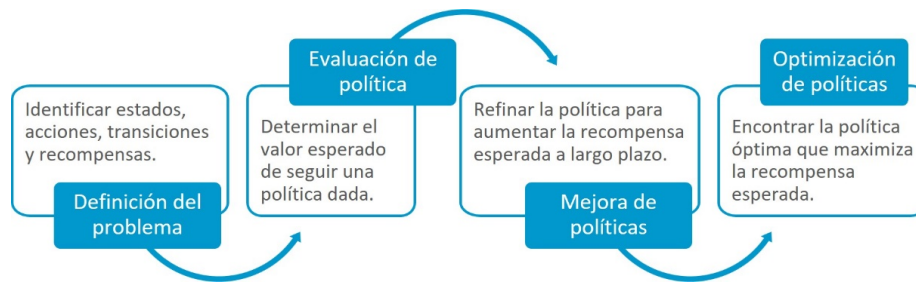 Identificar estados,
acciones, transiciones
y recompensas.
Definición del
problema
Evaluación de
política
Determinar el
valor esperado
de seguir una
política dada.
Refinar la política para
aumentar la recompensa
esperada a largo plazo.
Mejora de
políticas
Optimización
de políticas
Encontrar la política
óptima que maximiza
la recompensa
esperada.